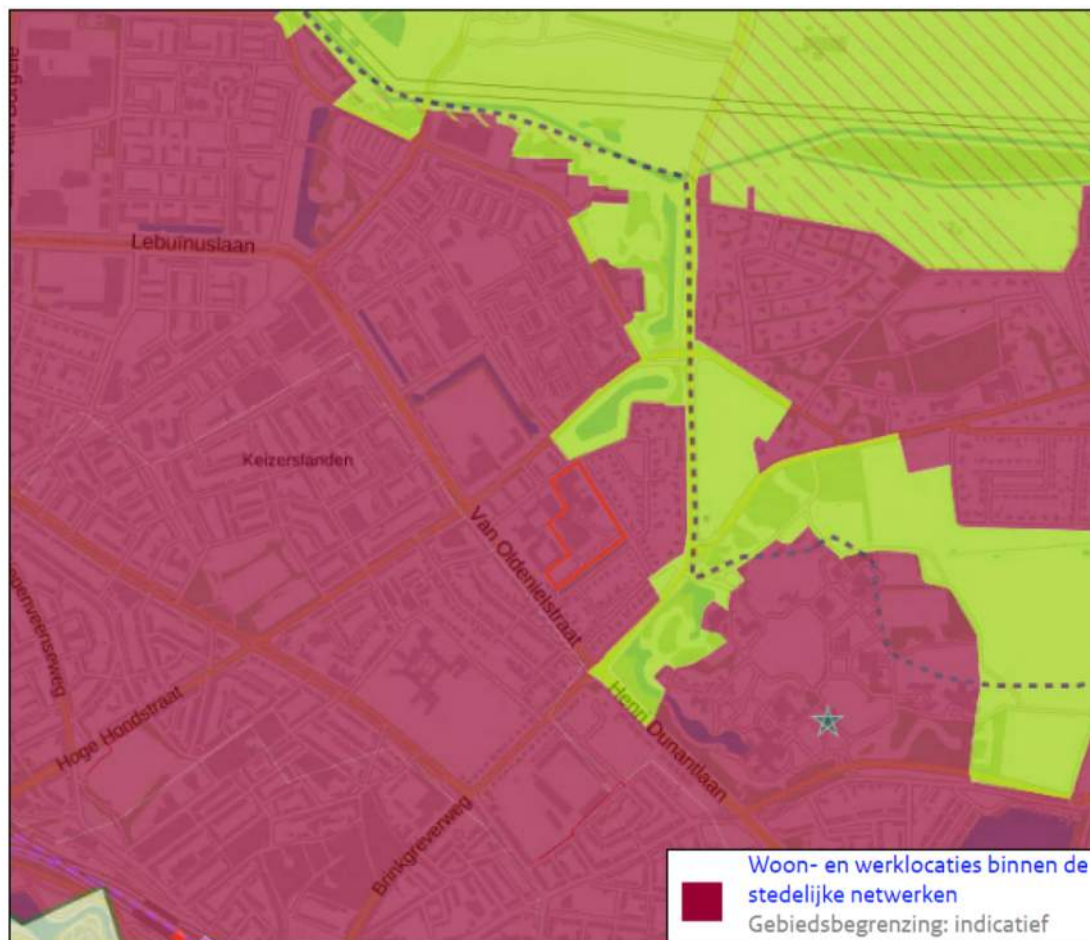 Lebuïnuslaan
Keizerslanden
Van Oldenielstraat
Hoge Hondstraat
Henri Dunantlaan
Brinkgreverweg
Woon- en werklocaties binnen de
stedelijke netwerken
Gebiedsbegrenzing: indicatief